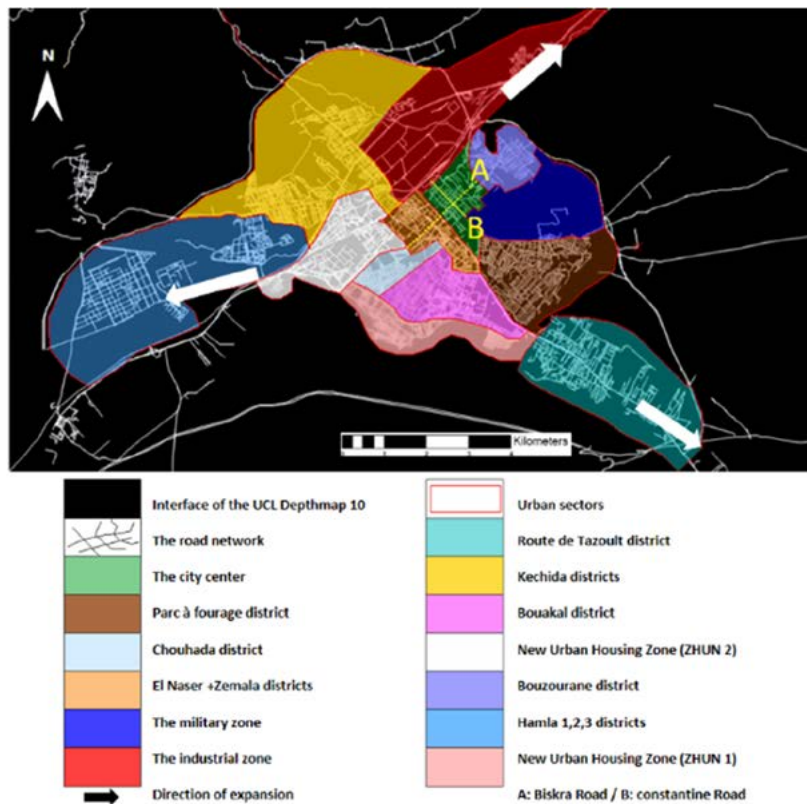 N
A
B
Kilometers
Interface of the UCL Depthmap 10
The road network
The city center
Parc à fourage district
Chouhada district
El Naser +Zemala districts
The military zone
The industrial zone
Direction of expansion
Urban sectors
Route de Tazoult district
Kechida districts
Bouakal district
New Urban Housing Zone (ZHUN 2)
Bouzourane district
Hamla 1,2,3 districts
New Urban Housing Zone (ZHUN 1)
A: Biskra Road / B: constantine Road